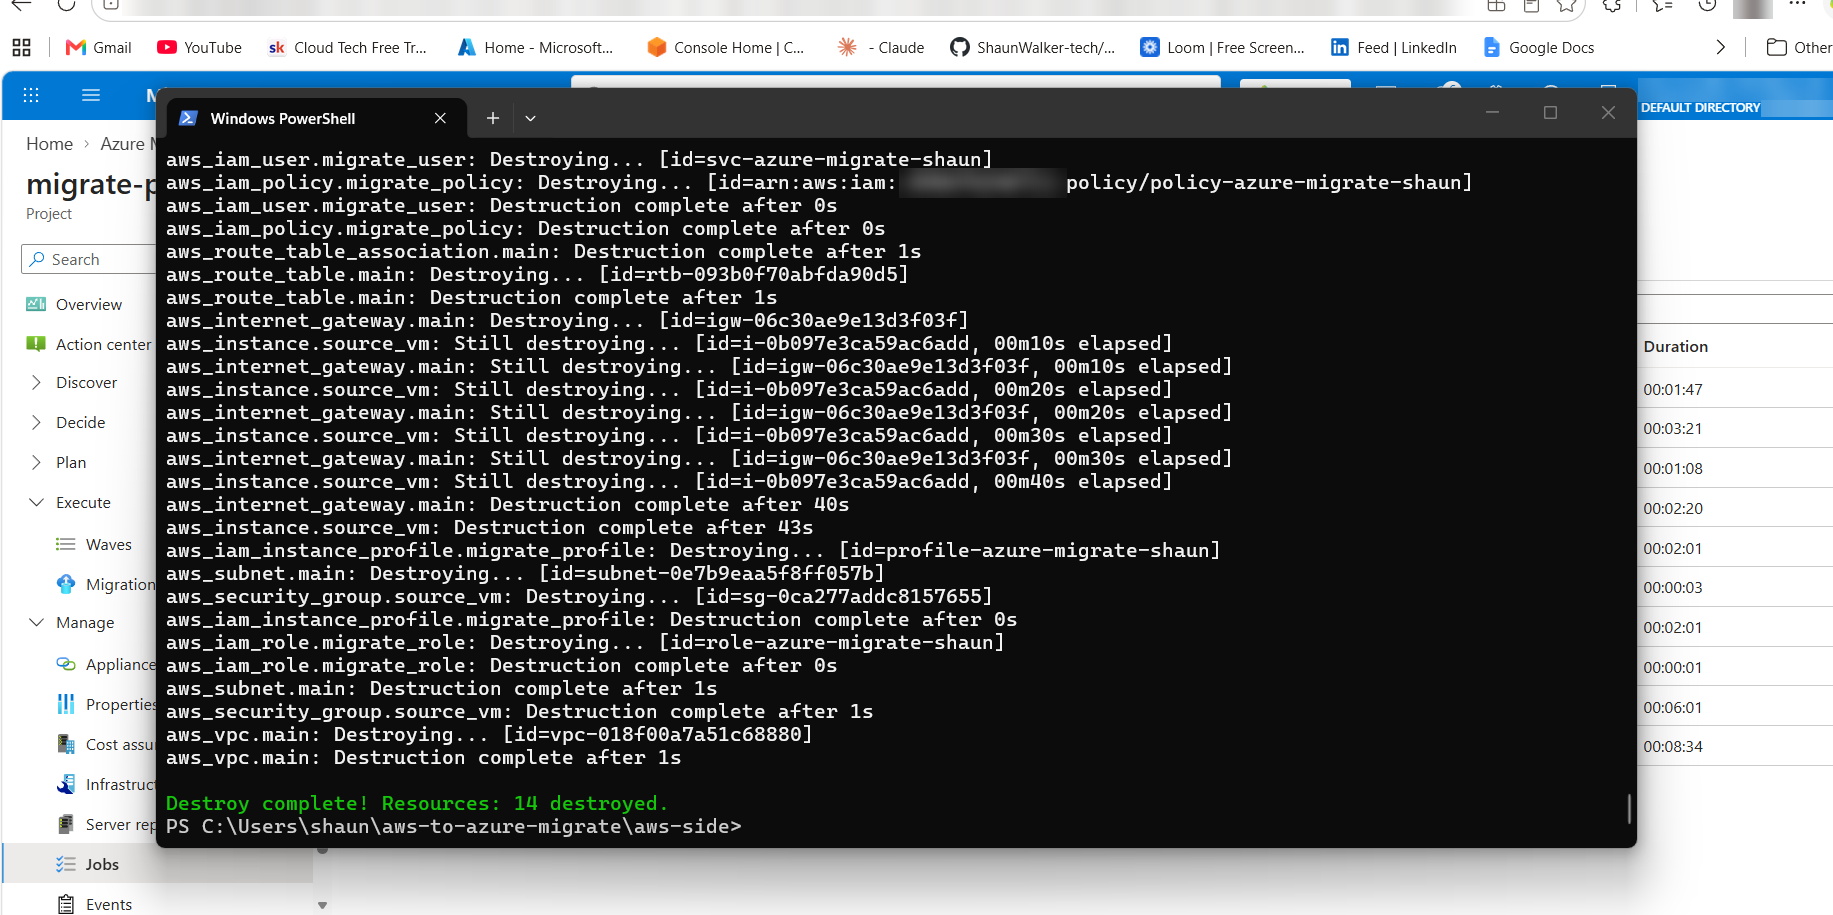 Gmail
YouTube
Cloud Tech Free Tr...
Home - Microsoft...
Console Home | C...
- Claude
ShaunWalker-tech/...
Loom | Free Screen...
Feed | LinkedIn
Google Docs
Other
DEFAULT DIRECTORY
Home > Azure
migrate-p
Project
Search
Overview
Action center
Discover
Decide
Plan
Execute
Waves
Migration
Manage
Appliance
Properties
Cost assu
Infrastruct
Server rep
Jobs
Events
Windows PowerShell
aws_iam_user.migrate_user: Destroying... [id=svc-azure-migrate-shaun]
aws_iam_policy.migrate_policy: Destroying... [id=arn:aws:iam: policy/policy-azure-migrate-shaun]
aws_iam_user.migrate_user: Destruction complete after 0s
aws_iam_policy.migrate_policy: Destruction complete after 0s
aws_route_table_association.main: Destruction complete after 1s
aws_route_table.main: Destroying... [id=rtb-093b0f70abfda90d5]
aws_route_table.main: Destruction complete after 1s
aws_internet_gateway.main: Destroying... [id=igw-06c30ae9e13d3f03f]
aws_instance.source_vm: Still destroying... [id=i-0b097e3ca59ac6add, 00m10s elapsed]
aws_internet_gateway.main: Still destroying... [id=igw-06c30ae9e13d3f03f, 00m10s elapsed]
aws_instance.source_vm: Still destroying... [id=i-0b097e3ca59ac6add, 00m20s elapsed]
aws_internet_gateway.main: Still destroying... [id=igw-06c30ae9e13d3f03f, 00m20s elapsed]
aws_instance.source_vm: Still destroying... [id=i-0b097e3ca59ac6add, 00m30s elapsed]
aws_internet_gateway.main: Still destroying... [id=igw-06c30ae9e13d3f03f, 00m30s elapsed]
aws_instance.source_vm: Still destroying... [id=i-0b097e3ca59ac6add, 00m40s elapsed]
aws_internet_gateway.main: Destruction complete after 40s
aws_instance.source_vm: Destruction complete after 43s
aws_iam_instance_profile.migrate_profile: Destroying... [id=profile-azure-migrate-shaun]
aws_subnet.main: Destroying... [id=subnet-0e7b9eaa5f8ff057b]
aws_security_group.source_vm: Destroying... [id=sg-0ca277addc8157655]
aws_iam_instance_profile.migrate_profile: Destruction complete after 0s
aws_iam_role.migrate_role: Destroying... [id=role-azure-migrate-shaun]
aws_iam_role.migrate_role: Destruction complete after 0s
aws_subnet.main: Destruction complete after 1s
aws_security_group.source_vm: Destruction complete after 1s
aws_vpc.main: Destroying... [id=vpc-018f00a7a51c68880]
aws_vpc.main: Destruction complete after 1s
Destroy complete! Resources: 14 destroyed.
PS C:\Users\shaun\aws-to-azure-migrate\aws-side>
Duration
00:01:47
00:03:21
00:01:08
00:02:20
00:02:01
00:00:03
00:02:01
00:00:01
00:06:01
00:08:34